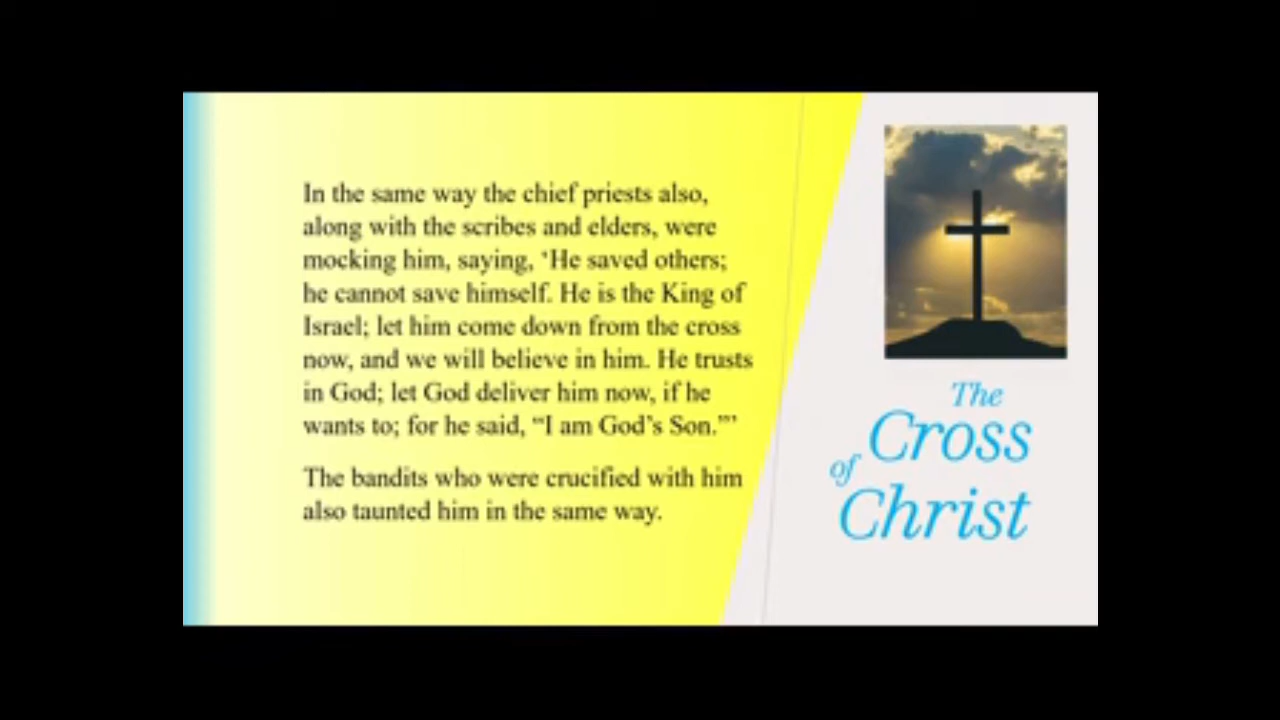 In the same way the chief priests also,
along with the scribes and elders, were
mocking him, saying, ‘He saved others;
he cannot save himself. He is the King of
Israel; let him come down from the cross
now, and we will believe in him. He trusts
in God; let God deliver him now, if he
wants to; for he said, “I am God’s Son.”’
The bandits who were crucified with him
also taunted him in the same way.
The
Cross
of
Christ